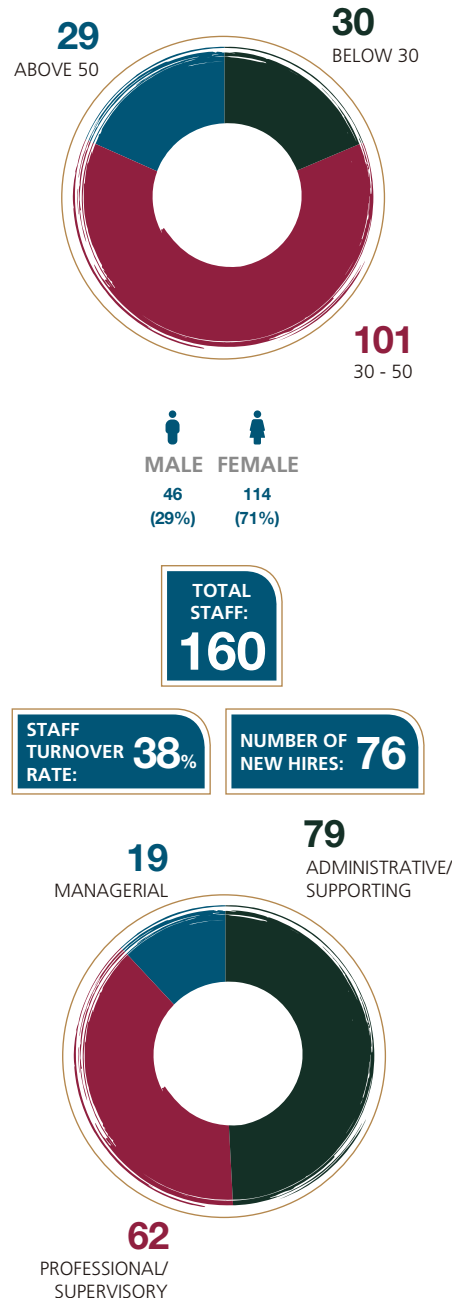 29
ABOVE 50
30
BELOW 30
101
30 - 50
MALE FEMALE
46 114
(29%) (71%)
TOTAL
STAFF:
160
STAFF
TURNOVER
RATE:
38%
NUMBER OF
NEW HIRES:
76
19
MANAGERIAL
79
ADMINISTRATIVE/
SUPPORTING
62
PROFESSIONAL/
SUPERVISORY